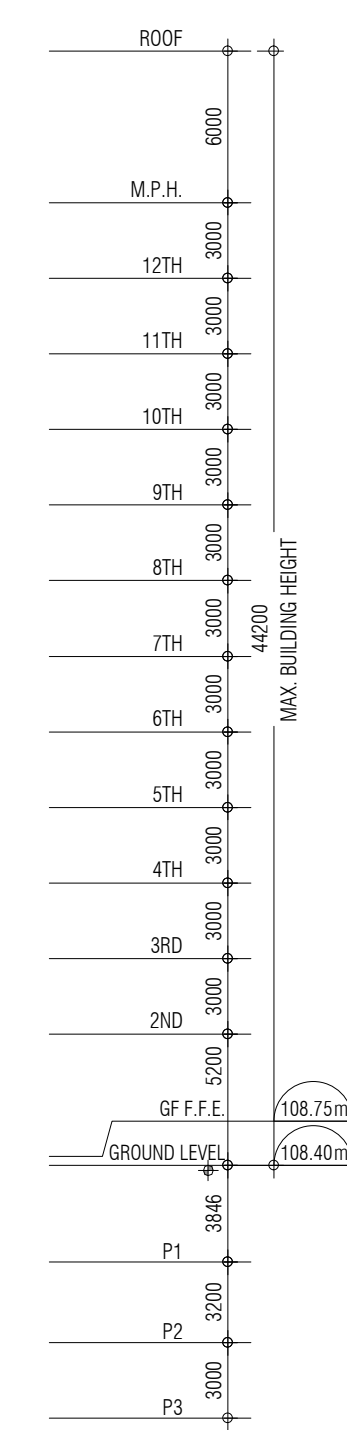 ROOF
6000
M.P.H.
3000
12TH
3000
11TH
3000
10TH
3000
9TH
3000
8TH
3000
7TH
3000
6TH
3000
5TH
3000
4TH
3000
3RD
3000
2ND
5200
44200
MAX. BUILDING HEIGHT
GF F.F.E. 108.75m
GROUND LEVEL 108.40m
3846
P1
3200
P2
3000
P3